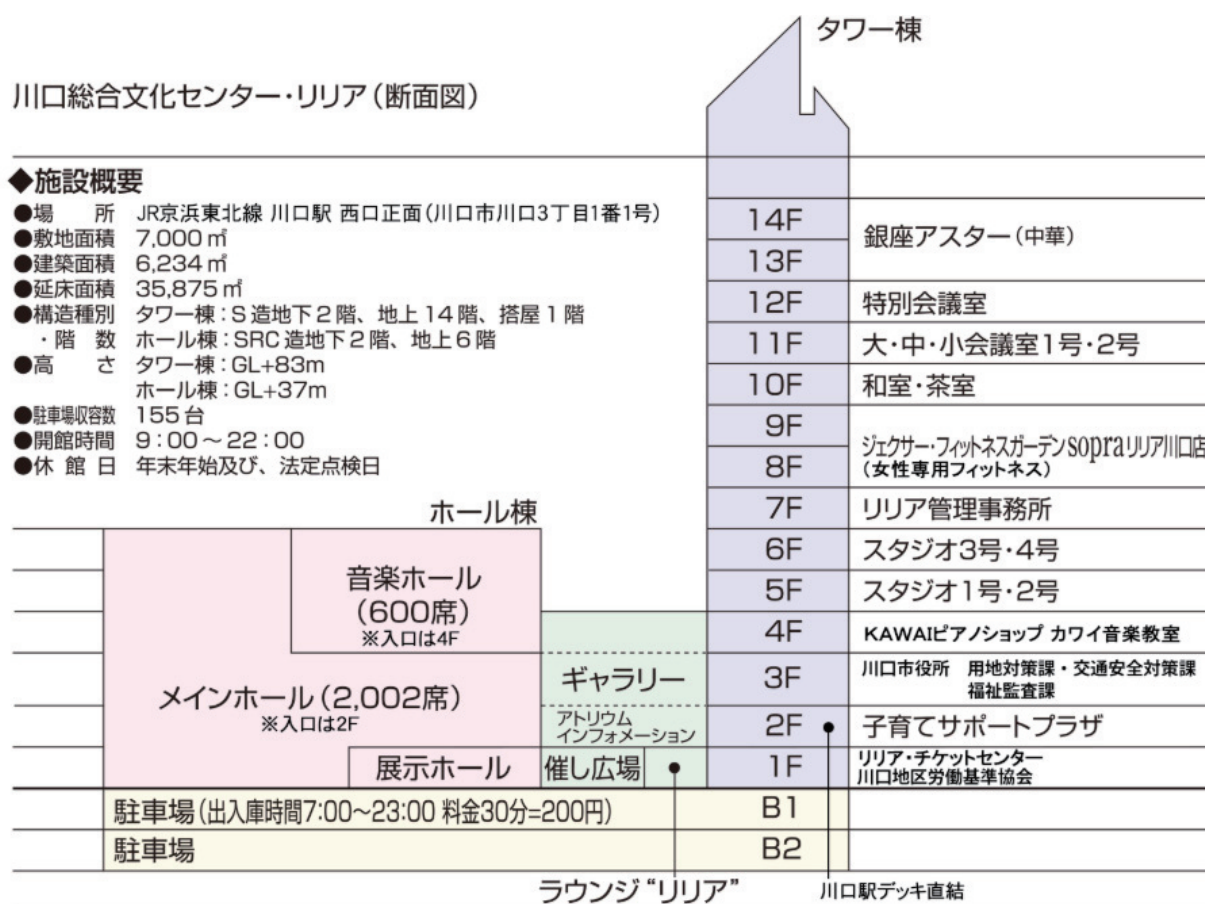 タワー棟
川口総合文化センター・リリア(断面図)
◆施設概要
●場　所　JR京浜東北線 川口駅 西口正面(川口市川口3丁目1番1号)
●敷地面積　7,000㎡
●建築面積　6,234㎡
●延床面積　35,875㎡
●構造種別　タワー棟：S造地下2階、地上14階、搭屋1階
・階　数　ホール棟：SRC造地下2階、地上6階
●高　さ　タワー棟：GL+83m
ホール棟：GL+37m
●駐車場収容数　155台
●開館時間　9：00～22：00
●休館日　年末年始及び、法定点検日
14F
13F
銀座アスター(中華)
12F　特別会議室
11F　大・中・小会議室1号・2号
10F　和室・茶室
9F
8F
ジェクサー・フィットネスガーデンsopraリリア川口店
(女性専用フィットネス)
7F　リリア管理事務所
6F　スタジオ3号・4号
5F　スタジオ1号・2号
4F　KAWAIピアノショップ カワイ音楽教室
3F　川口市役所　用地対策課・交通安全対策課
福祉監査課
2F　子育てサポートプラザ
1F　リリア・チケットセンター
川口地区労働基準協会
B1
B2
ホール棟
音楽ホール
(600席)
※入口は4F
メインホール(2,002席)
※入口は2F
ギャラリー
アトリウム
インフォメーション
展示ホール
催し広場
駐車場(出入庫時間7:00～23:00 料金30分=200円)
駐車場
ラウンジ“リリア”
川口駅デッキ直結